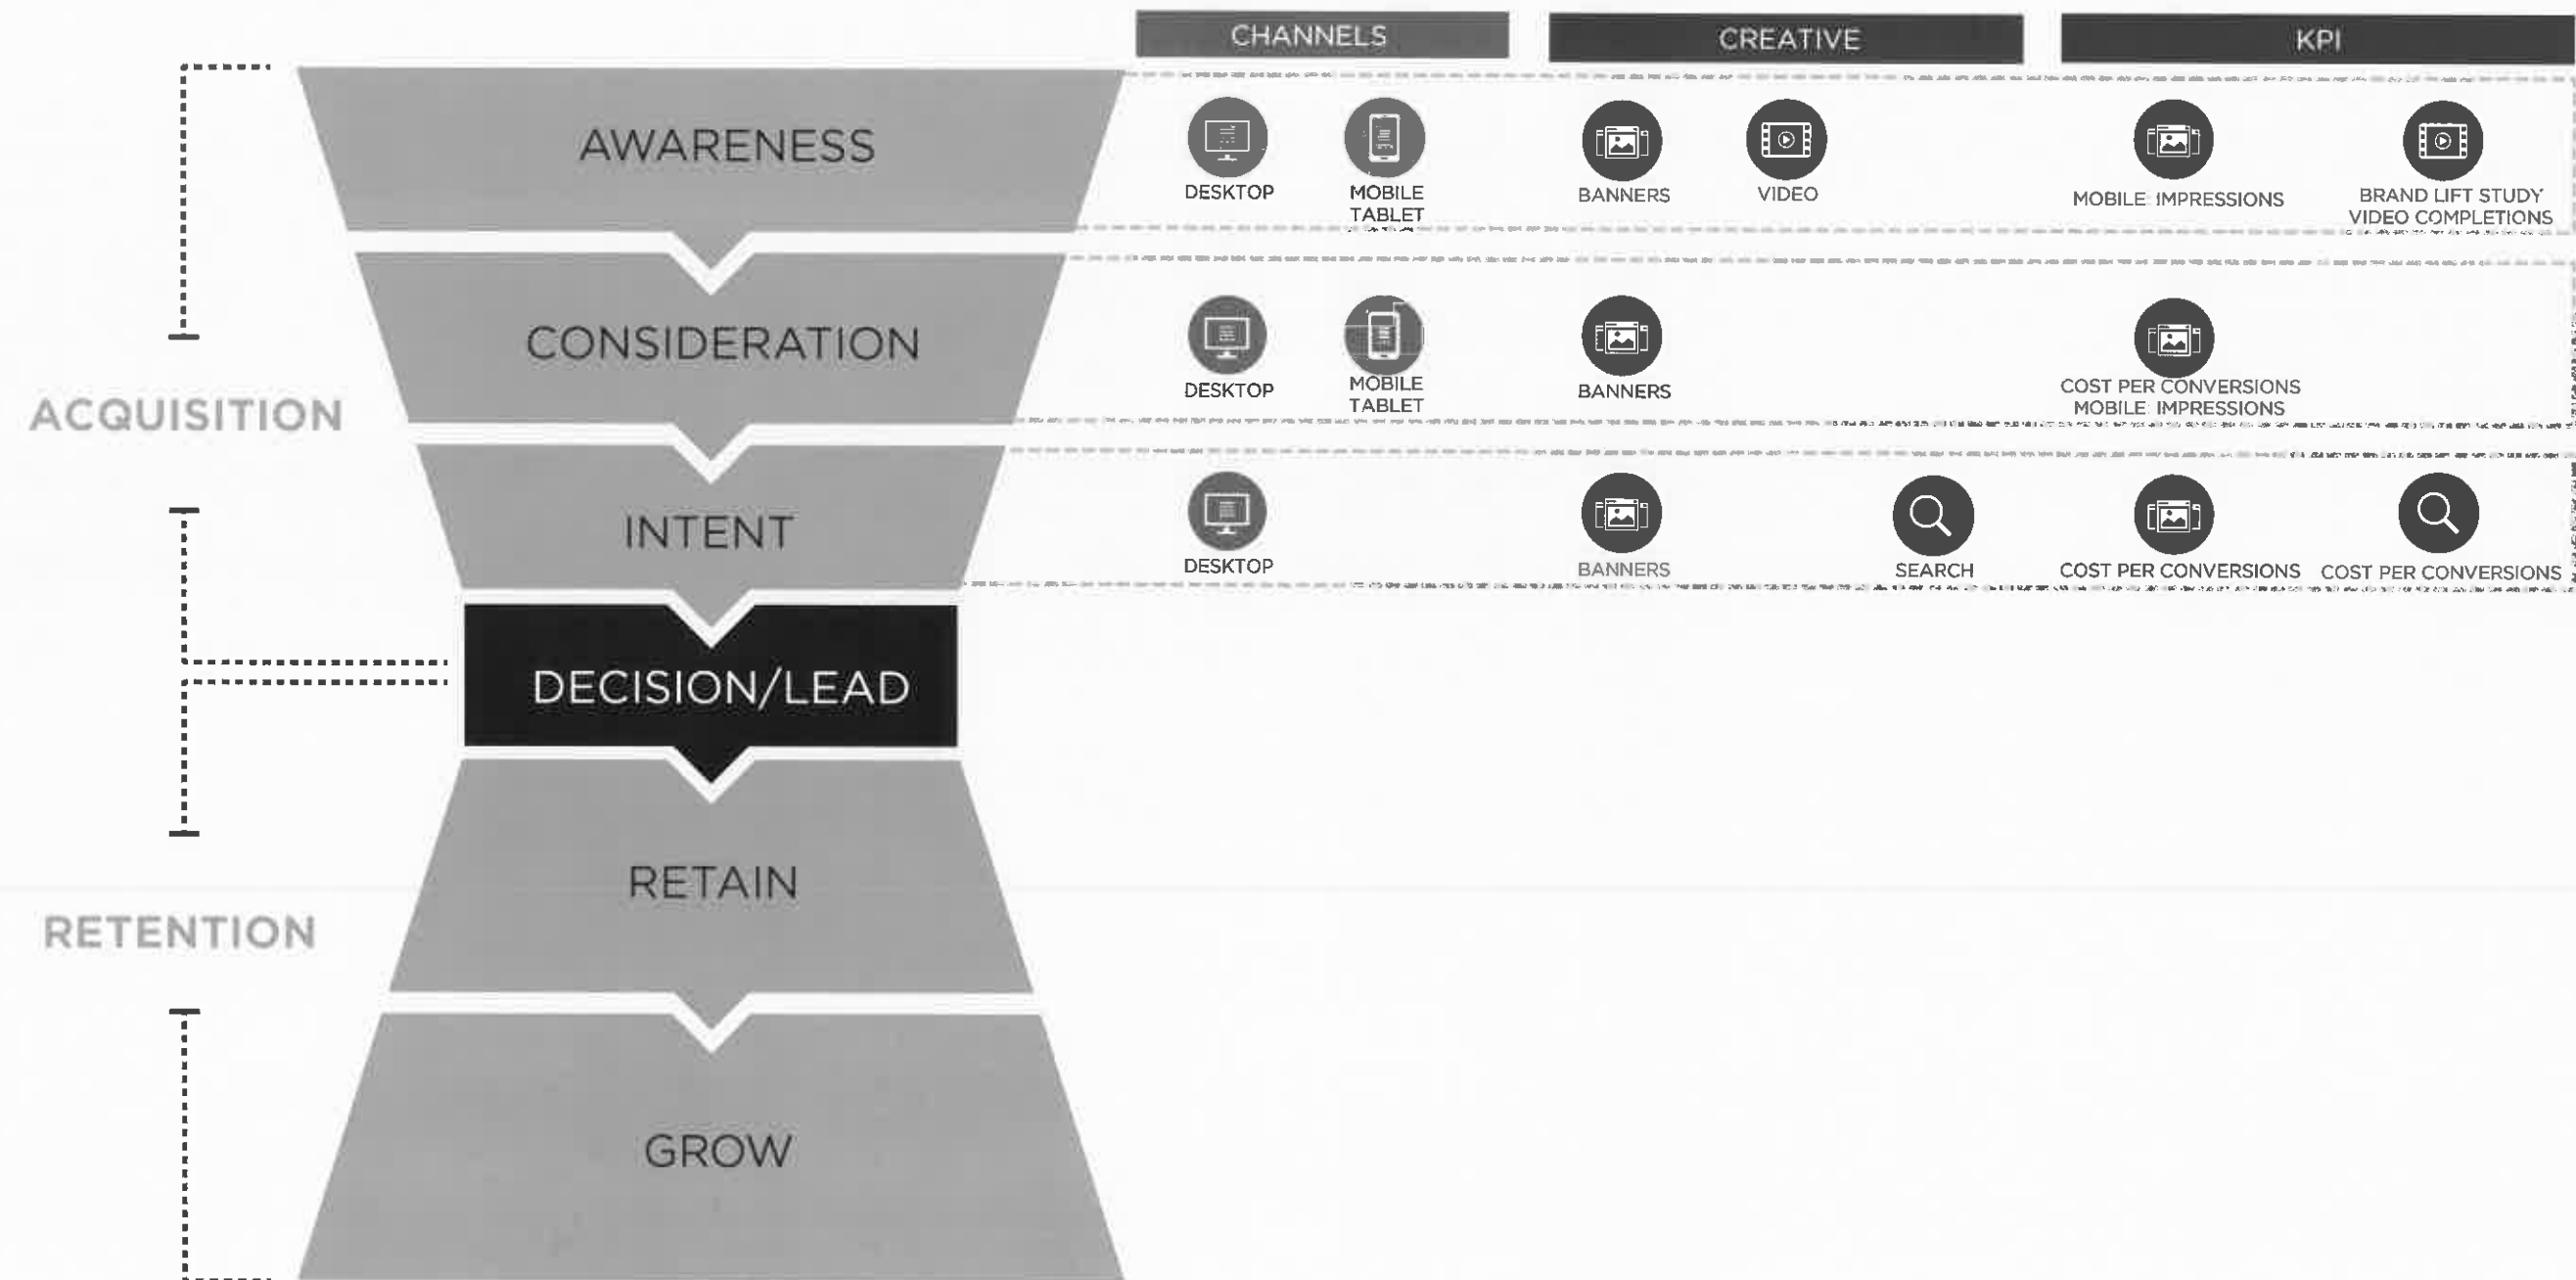 CHANNELS
CREATIVE
KPI
AWARENESS
DESKTOP
MOBILE
TABLET
BANNERS
VIDEO
MOBILE: IMPRESSIONS
BRAND LIFT STUDY
VIDEO COMPLETIONS
CONSIDERATION
DESKTOP
MOBILE
TABLET
BANNERS
COST PER CONVERSIONS
MOBILE: IMPRESSIONS
ACQUISITION
INTENT
DESKTOP
BANNERS
SEARCH
COST PER CONVERSIONS
COST PER CONVERSIONS
DECISION/LEAD
RETAIN
RETENTION
GROW